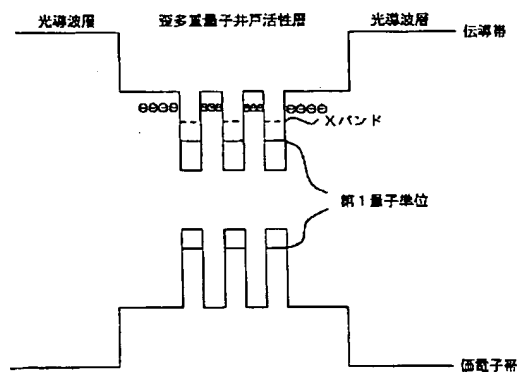 光導波層
歪多重量子井戸活性層
光導波層
伝導帯
Xバンド
第1量子準位
価電子帯